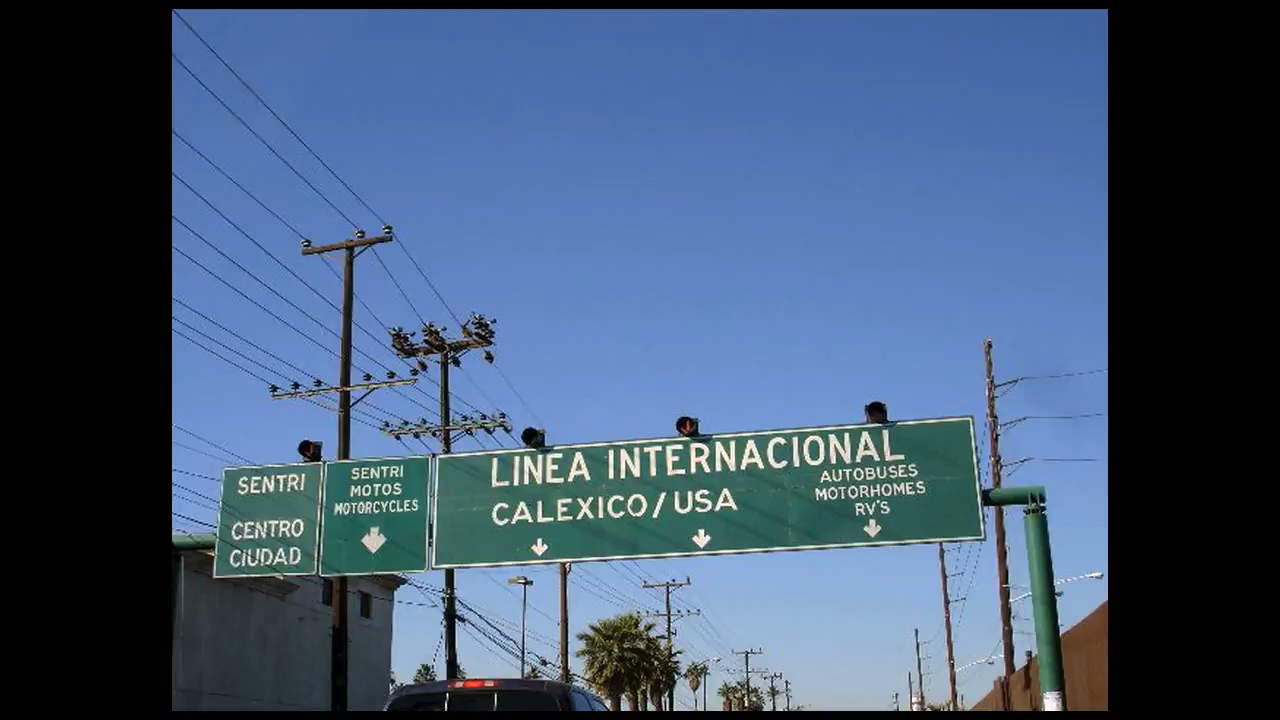 SENTRI
CENTRO
CIUDAD
SENTRI
MOTOS
MOTORCYCLES
LINEA INTERNACIONAL
CALEXICO/USA
AUTOBUSES
MOTORHOMES
RV'S